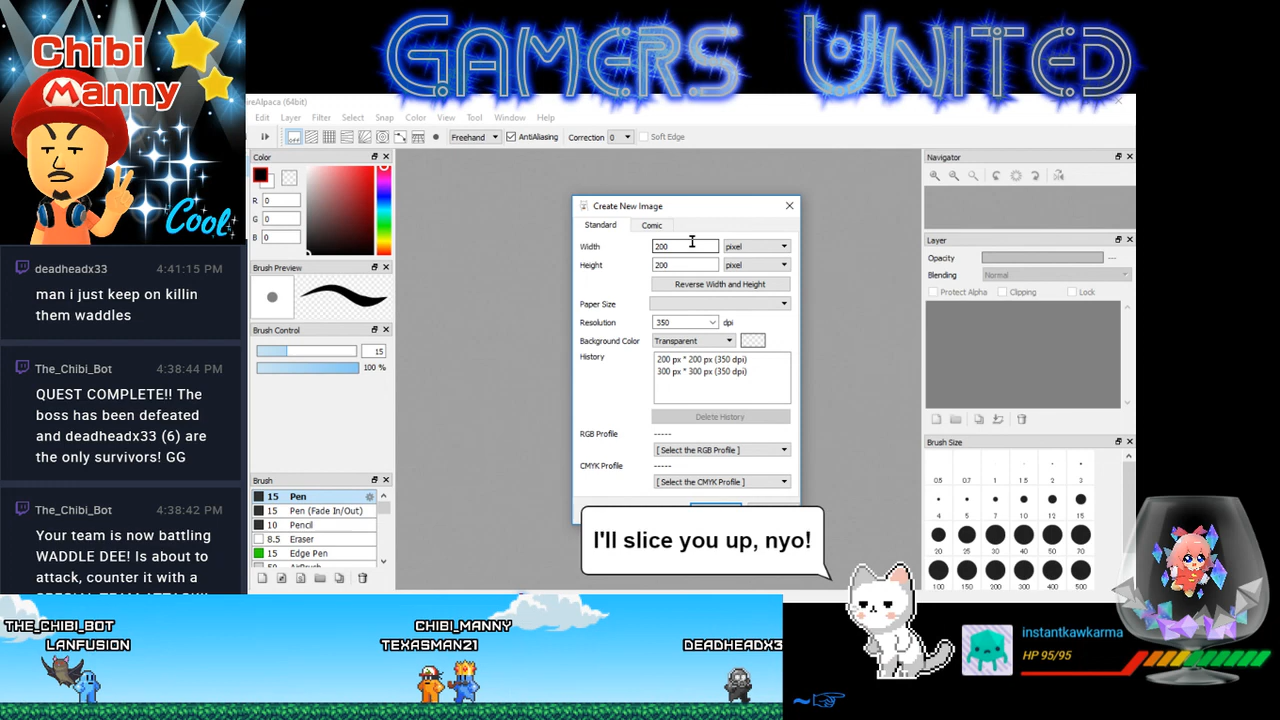 Chibi
Manny
Cool
GAMERS UNITED
deadheadx33 4:41:15 PM
man i just keep on killin
them waddles
The_Chibi_Bot 4:38:44 PM
QUEST COMPLETE!! The
boss has been defeated
and deadheadx33 (6) are
the only survivors! GG
The_Chibi_Bot 4:38:42 PM
Your team is now battling
WADDLE DEE! Is about to
attack, counter it with a
ireAlpaca (64bit)
Edit Layer Filter Select Snap Color View Tool Window Help
off Freehand AntiAliasing Correction 0 Soft Edge
Color
R 0
G 0
B 0
Brush Preview
Brush Control
15
100 %
Brush
15 Pen
15 Pen (Fade In/Out)
10 Pencil
8.5 Eraser
15 Edge Pen
50 AirBrush
Create New Image
Standard Comic
Width 200 pixel
Height 200 pixel
Reverse Width and Height
Paper Size
Resolution 350 dpi
Background Color Transparent
History
200 px * 200 px (350 dpi)
300 px * 300 px (350 dpi)
Delete History
RGB Profile -----
[ Select the RGB Profile ]
CMYK Profile -----
[ Select the CMYK Profile ]
I'll slice you up, nyo!
Navigator
Layer
Opacity ---
Blending Normal
Protect Alpha Clipping Lock
Brush Size
0.5 0.7 1 1.5 2 3
4 5 7 10 12 15
20 25 30 40 50 70
100 150 200 300 400 500
THE_CHIBI_BOT
LANFUSION
CHIBI_MANNY
TEXASMAN21
DEADHEADX3
instantkawkarma
HP 95/95